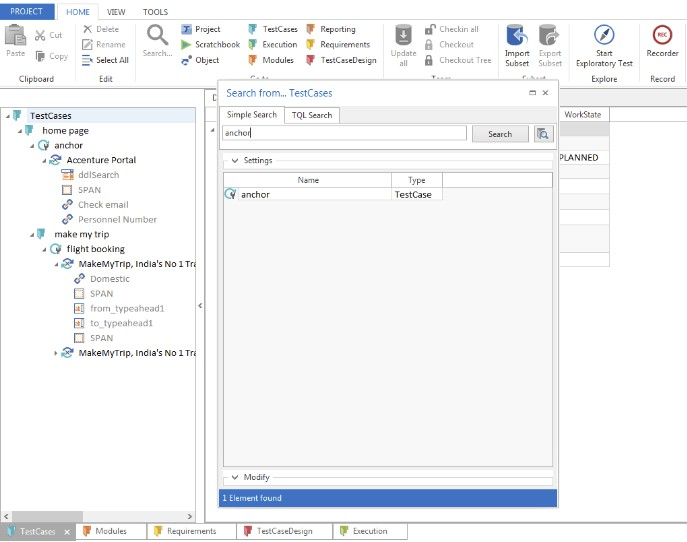 PROJECT HOME VIEW TOOLS
Paste Cut Copy
Delete Rename Select All
Search...
Project TestCases Reporting
Scratchbook Execution Requirements
Object Modules TestCaseDesign
Update all
Checkin all
Checkout
Checkout Tree
Import Subset
Export Subset
Start Exploratory Test
Recorder
Clipboard Edit Explore Record
Search from... TestCases
Simple Search TQL Search
anchor
Search
Settings
Name Type
anchor TestCase
Modify
1 Element found
WorkState
PLANNED
TestCases
home page
anchor
Accenture Portal
ddlSearch
SPAN
Check email
Personnel Number
make my trip
flight booking
MakeMyTrip, India's No 1 Tra
Domestic
SPAN
from_typeahead1
to_typeahead1
SPAN
MakeMyTrip, India's No 1 Tra
TestCases Modules Requirements TestCaseDesign Execution